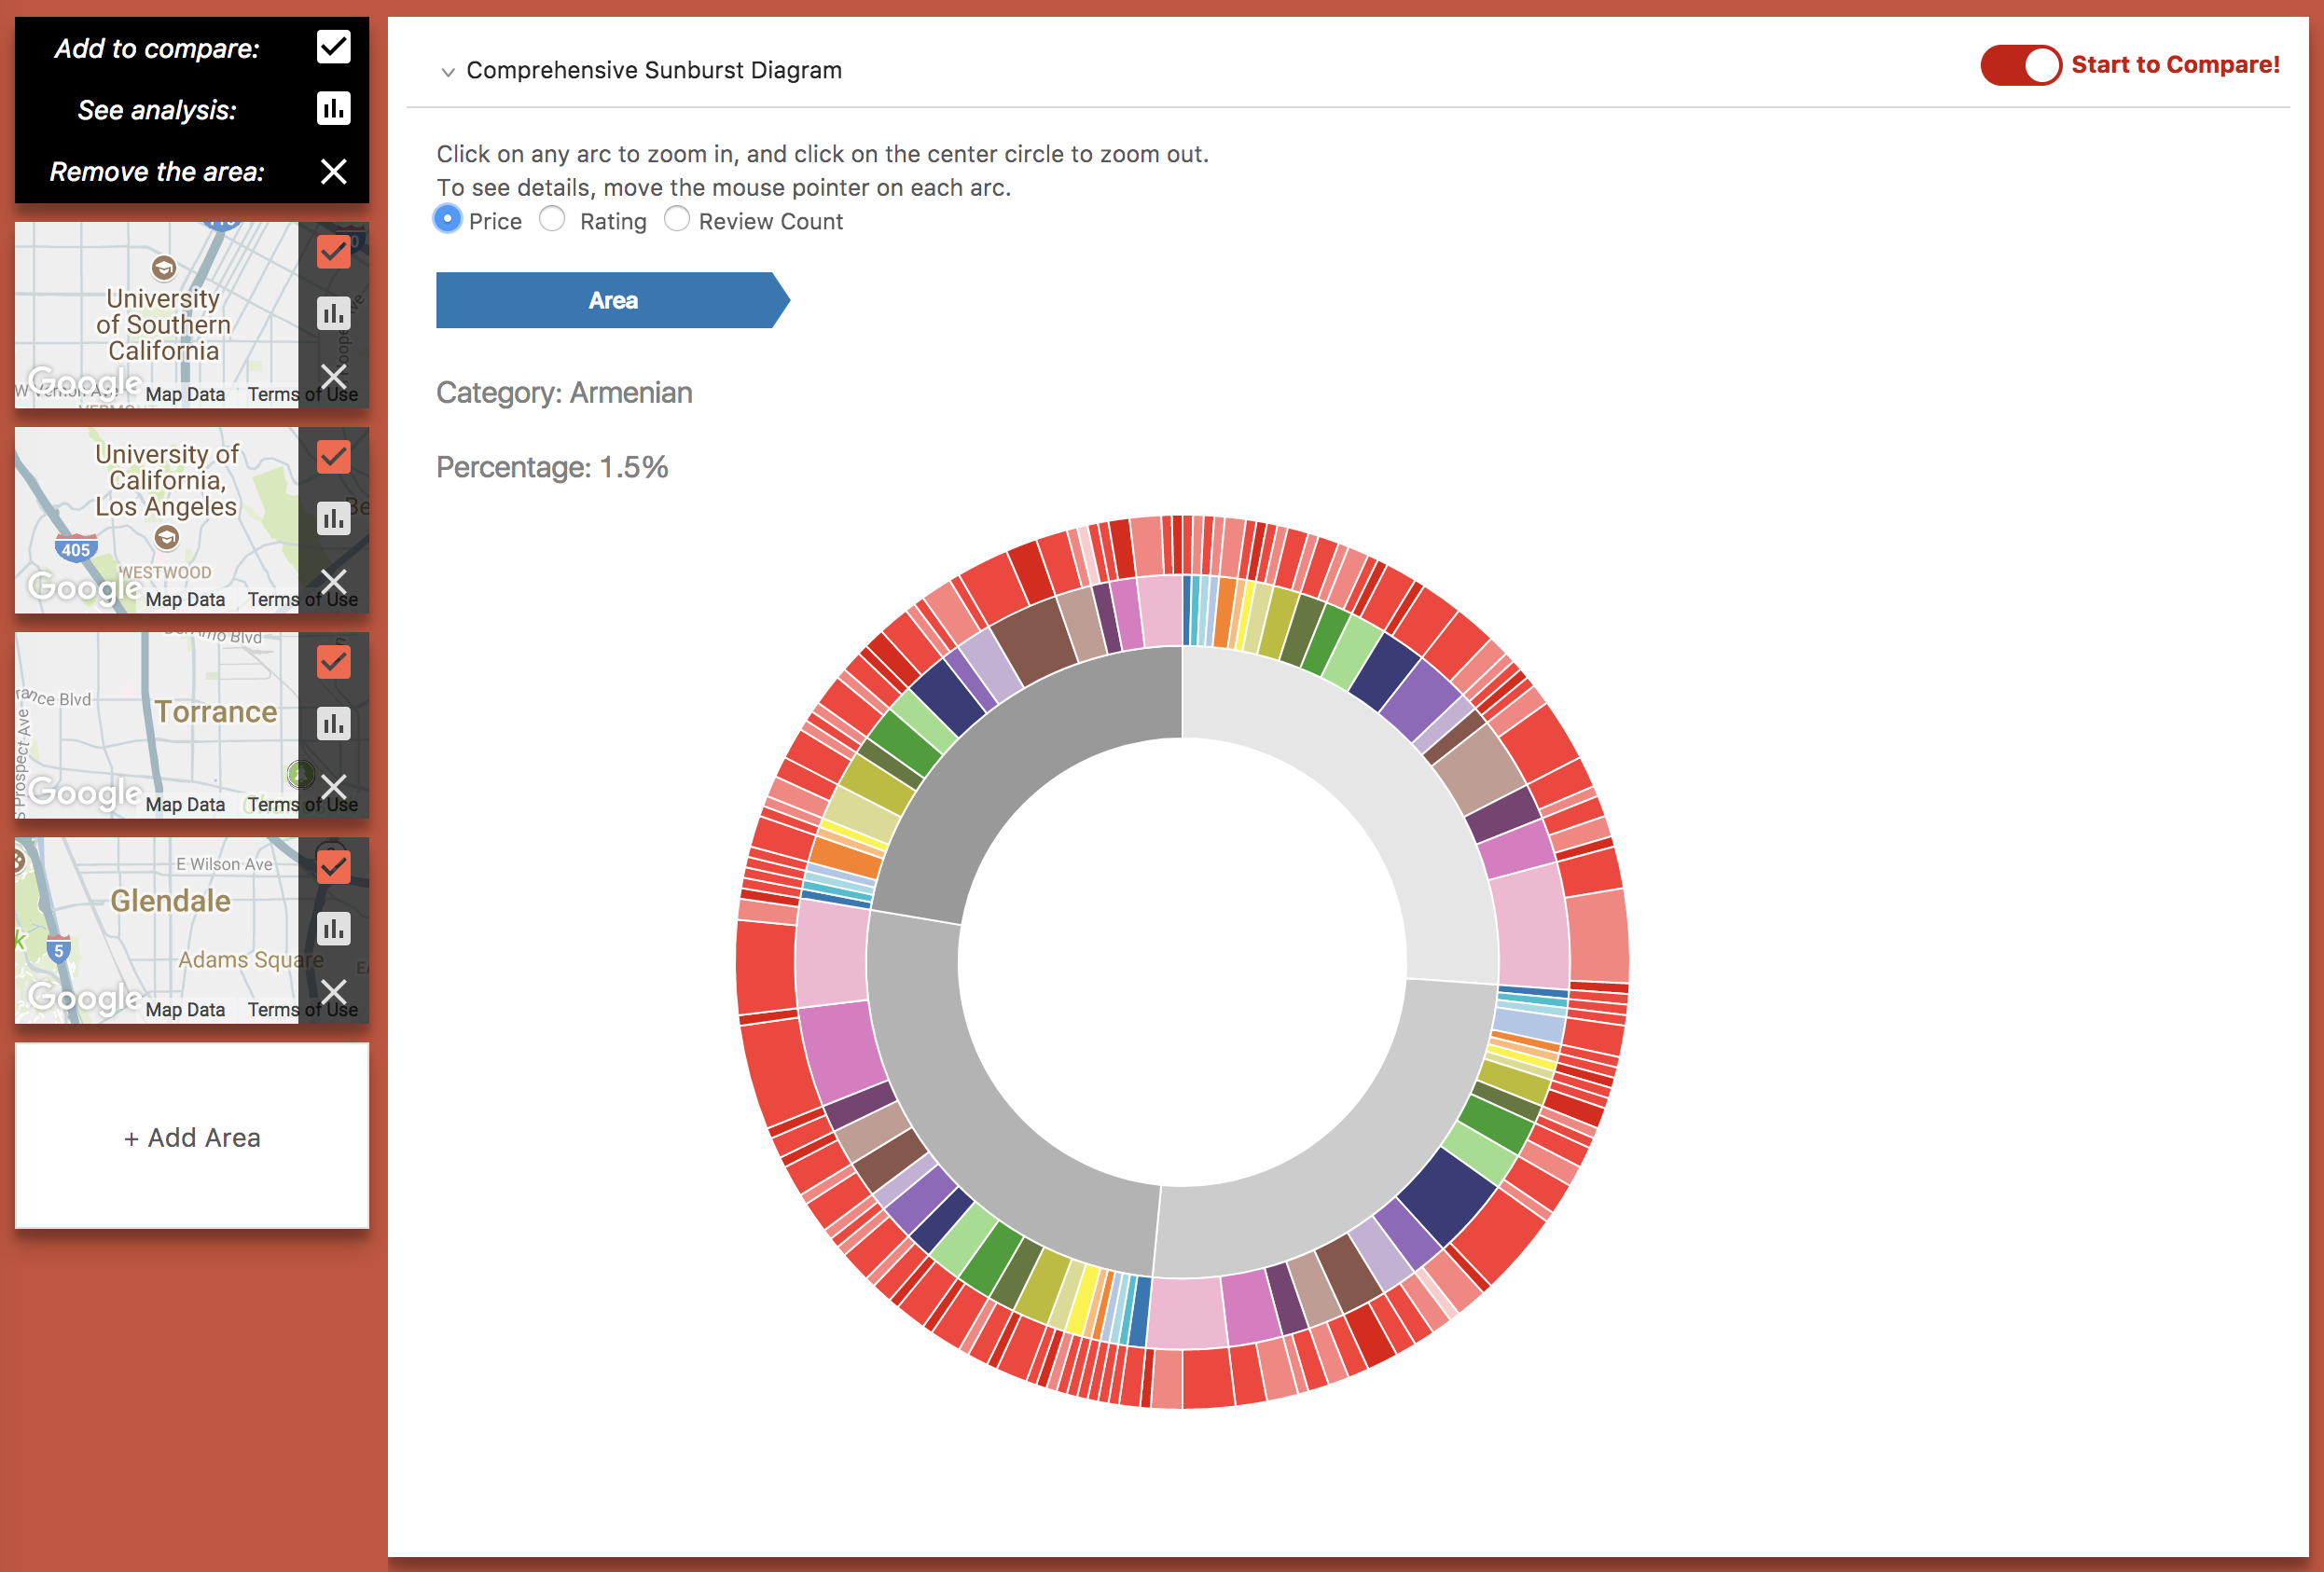 Add to compare:
See analysis:
Remove the area:
University
of Southern
California
Google
Map Data
Terms of Use
University of
California,
Los Angeles
405
WESTWOOD
Google
Map Data
Terms of Use
Torrance
Google
Map Data
Terms of Use
E Wilson Ave
Glendale
5
Adams Square
Google
Map Data
Terms of Use
+ Add Area
Comprehensive Sunburst Diagram
Start to Compare!
Click on any arc to zoom in, and click on the center circle to zoom out.
To see details, move the mouse pointer on each arc.
Price Rating Review Count
Area
Category: Armenian
Percentage: 1.5%